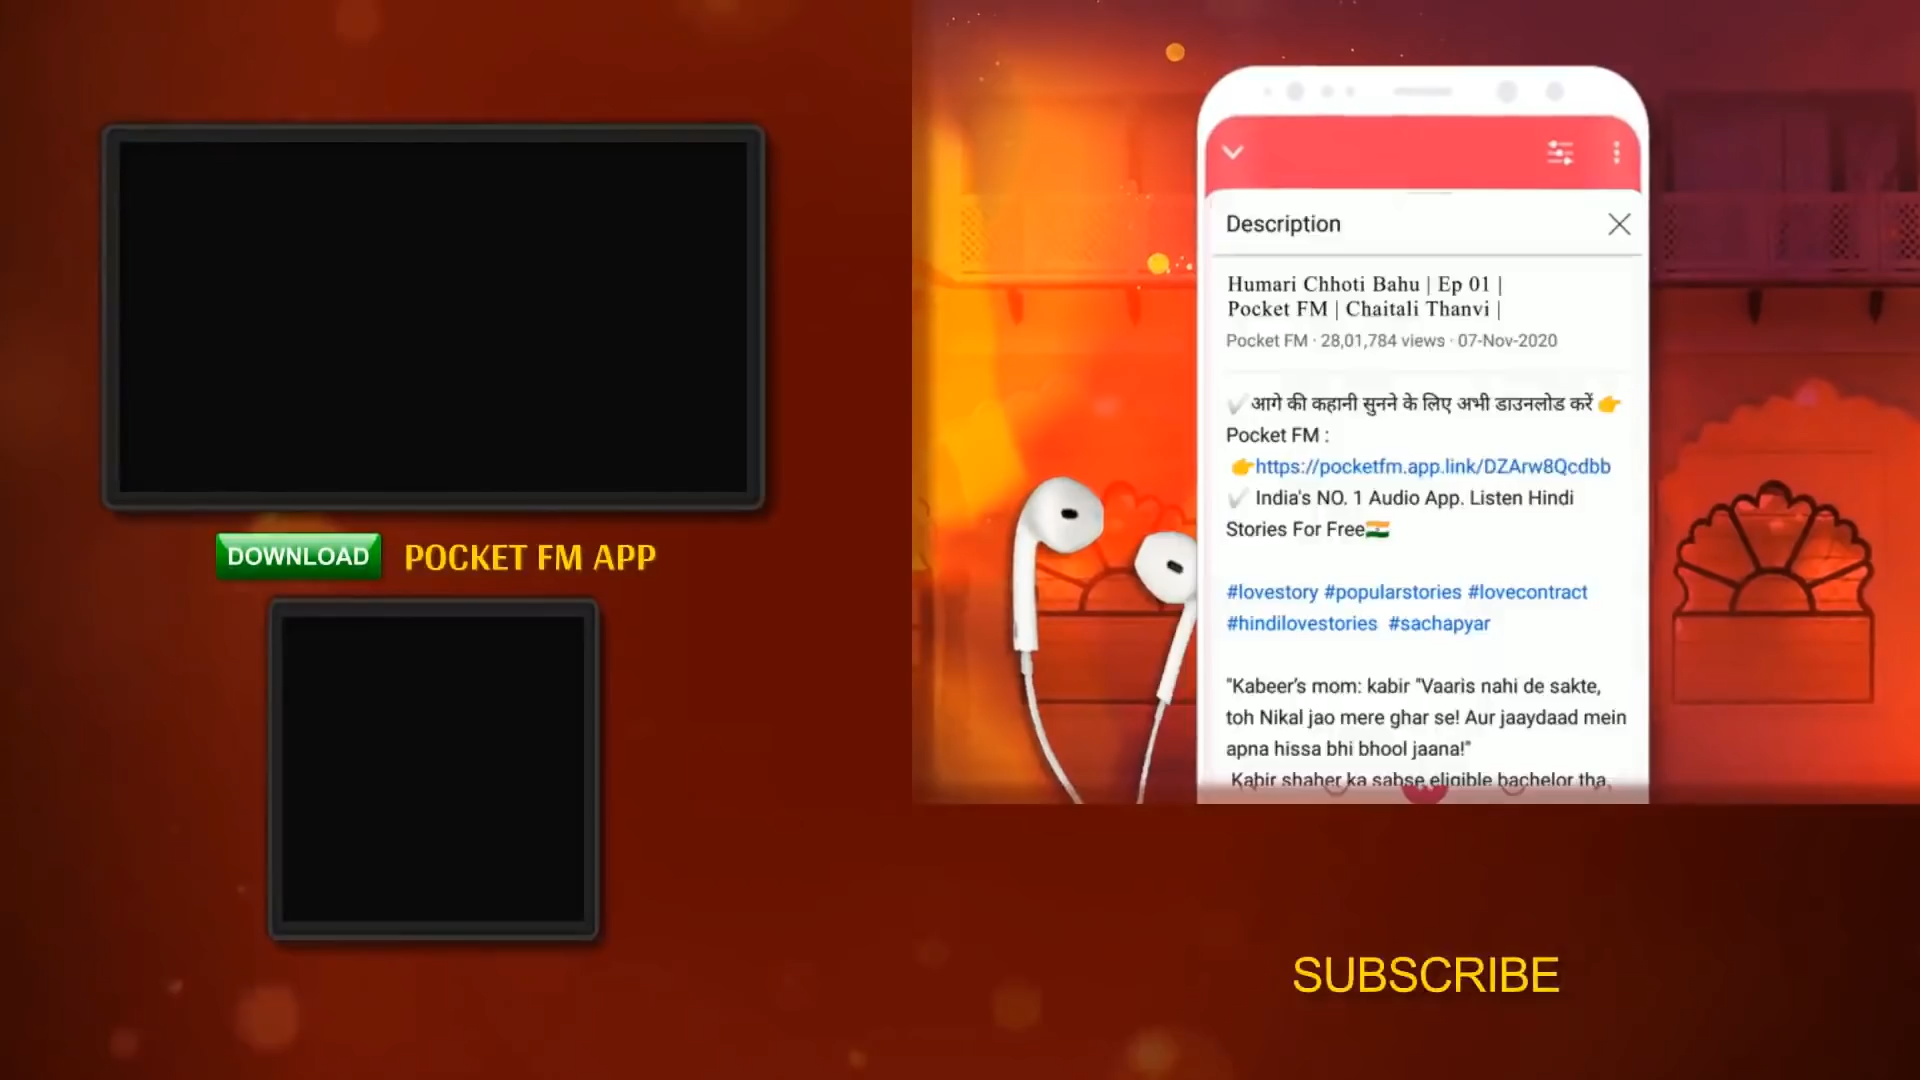 DOWNLOAD POCKET FM APP
Description
Humari Chhoti Bahu | Ep 01 |
Pocket FM | Chaitali Thanvi |
Pocket FM · 28,01,784 views · 07-Nov-2020
✔️आगे की कहानी सुनने के लिए अभी डाउनलोड करें 👉
Pocket FM :
👉https://pocketfm.app.link/DZArw8Qcdbb
✔️ India's NO. 1 Audio App. Listen Hindi
Stories For Free🇮🇳
#lovestory #popularstories #lovecontract
#hindilovestories #sachapyar
"Kabeer's mom: kabir "Vaaris nahi de sakte,
toh Nikal jao mere ghar se! Aur jaaydaad mein
apna hissa bhi bhool jaana!"
Kabir shaher ka sabse eligible bachelor tha,
SUBSCRIBE